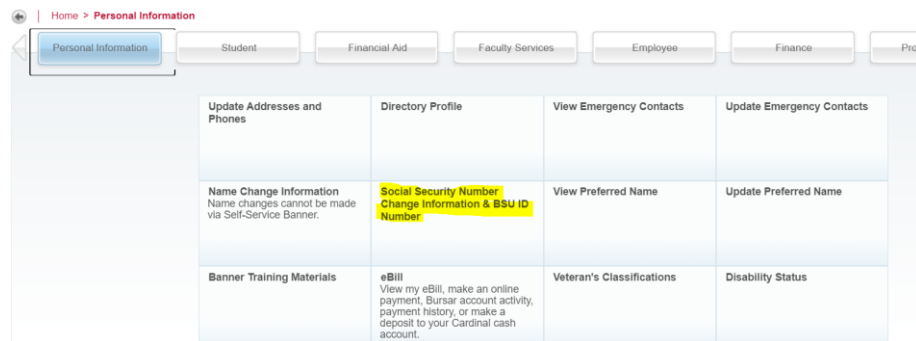 Home > Personal Information
Personal Information
Student
Financial Aid
Faculty Services
Employee
Finance
Update Addresses and
Phones
Directory Profile
View Emergency Contacts
Update Emergency Contacts
Name Change Information
Name changes cannot be made
via Self-Service Banner.
Social Security Number
Change Information & BSU ID
Number
View Preferred Name
Update Preferred Name
Banner Training Materials
eBill
View my eBill, make an online
payment, Bursar account activity,
payment history, or make a
deposit to your Cardinal cash
account.
Veteran's Classifications
Disability Status